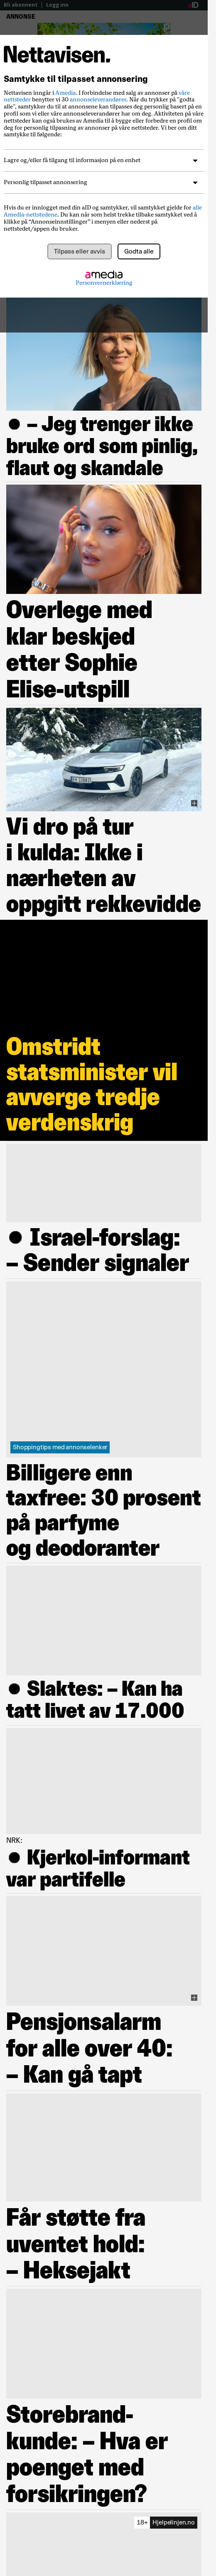 Bli abonnent | Logg inn
aID
ANNONSE
Nettavisen.
Samtykke til tilpasset annonsering
Nettavisen inngår i Amedia. I forbindelse med salg av annonser på våre
nettsteder benytter vi 30 annonseleverandører. Når du trykker på "godta
alle", samtykker du til at annonsene kan tilpasses deg personlig basert på din
profil som vi eller våre annonseleverandører har om deg. Aktiviteten på våre
nettsteder kan også brukes av Amedia til å bygge eller forbedre en profil om
deg for personlig tilpasning av annonser på våre nettsteder. Vi ber om ditt
samtykke til følgende:
Lagre og/eller få tilgang til informasjon på en enhet
Personlig tilpasset annonsering
Hvis du er innlogget med din aID og samtykker, vil samtykket gjelde for alle
Amedia-nettstedene. Du kan når som helst trekke tilbake samtykket ved å
klikke på "Annonseinnstillinger" i menyen eller nederst på
nettstedet/appen du bruker.
Tilpass eller avvis
Godta alle
amedia
Personvernerklæring
● – Jeg trenger ikke
bruke ord som pinlig,
flaut og skandale
Overlege med
klar beskjed
etter Sophie
Elise-utspill
Vi dro på tur
i kulda: Ikke i
nærheten av
oppgitt rekkevidde
Omstridt
statsminister vil
avverge tredje
verdenskrig
● Israel-forslag:
– Sender signaler
Shoppingtips med annonselenker
Billigere enn
taxfree: 30 prosent
på parfyme
og deodoranter
● Slaktes: – Kan ha
tatt livet av 17.000
NRK:
● Kjerkol-informant
var partifelle
Pensjonsalarm
for alle over 40:
– Kan gå tapt
Får støtte fra
uventet hold:
– Heksejakt
Storebrand-
kunde: – Hva er
poenget med
forsikringen?
18+ Hjelpelinjen.no